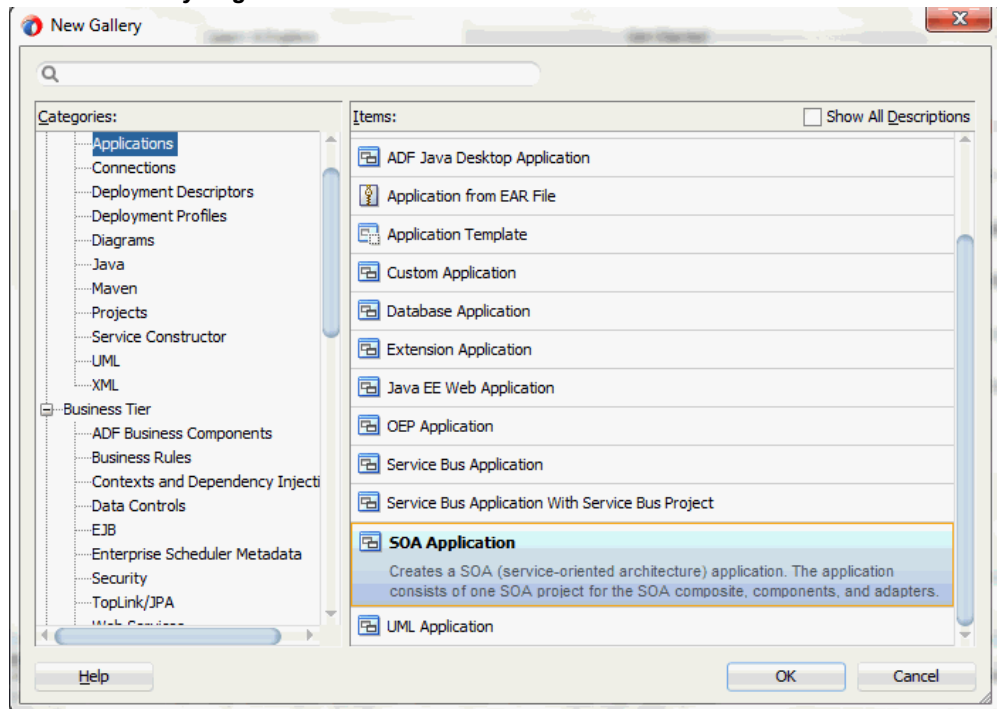 New Gallery
Categories:
Items:
Show All Descriptions
Applications
Connections
Deployment Descriptors
Deployment Profiles
Diagrams
Java
Maven
Projects
Service Constructor
UML
XML
Business Tier
ADF Business Components
Business Rules
Contexts and Dependency Injecti
Data Controls
EJB
Enterprise Scheduler Metadata
Security
TopLink/JPA
ADF Java Desktop Application
Application from EAR File
Application Template
Custom Application
Database Application
Extension Application
Java EE Web Application
OEP Application
Service Bus Application
Service Bus Application With Service Bus Project
SOA Application
Creates a SOA (service-oriented architecture) application. The application
consists of one SOA project for the SOA composite, components, and adapters.
UML Application
Help
OK
Cancel